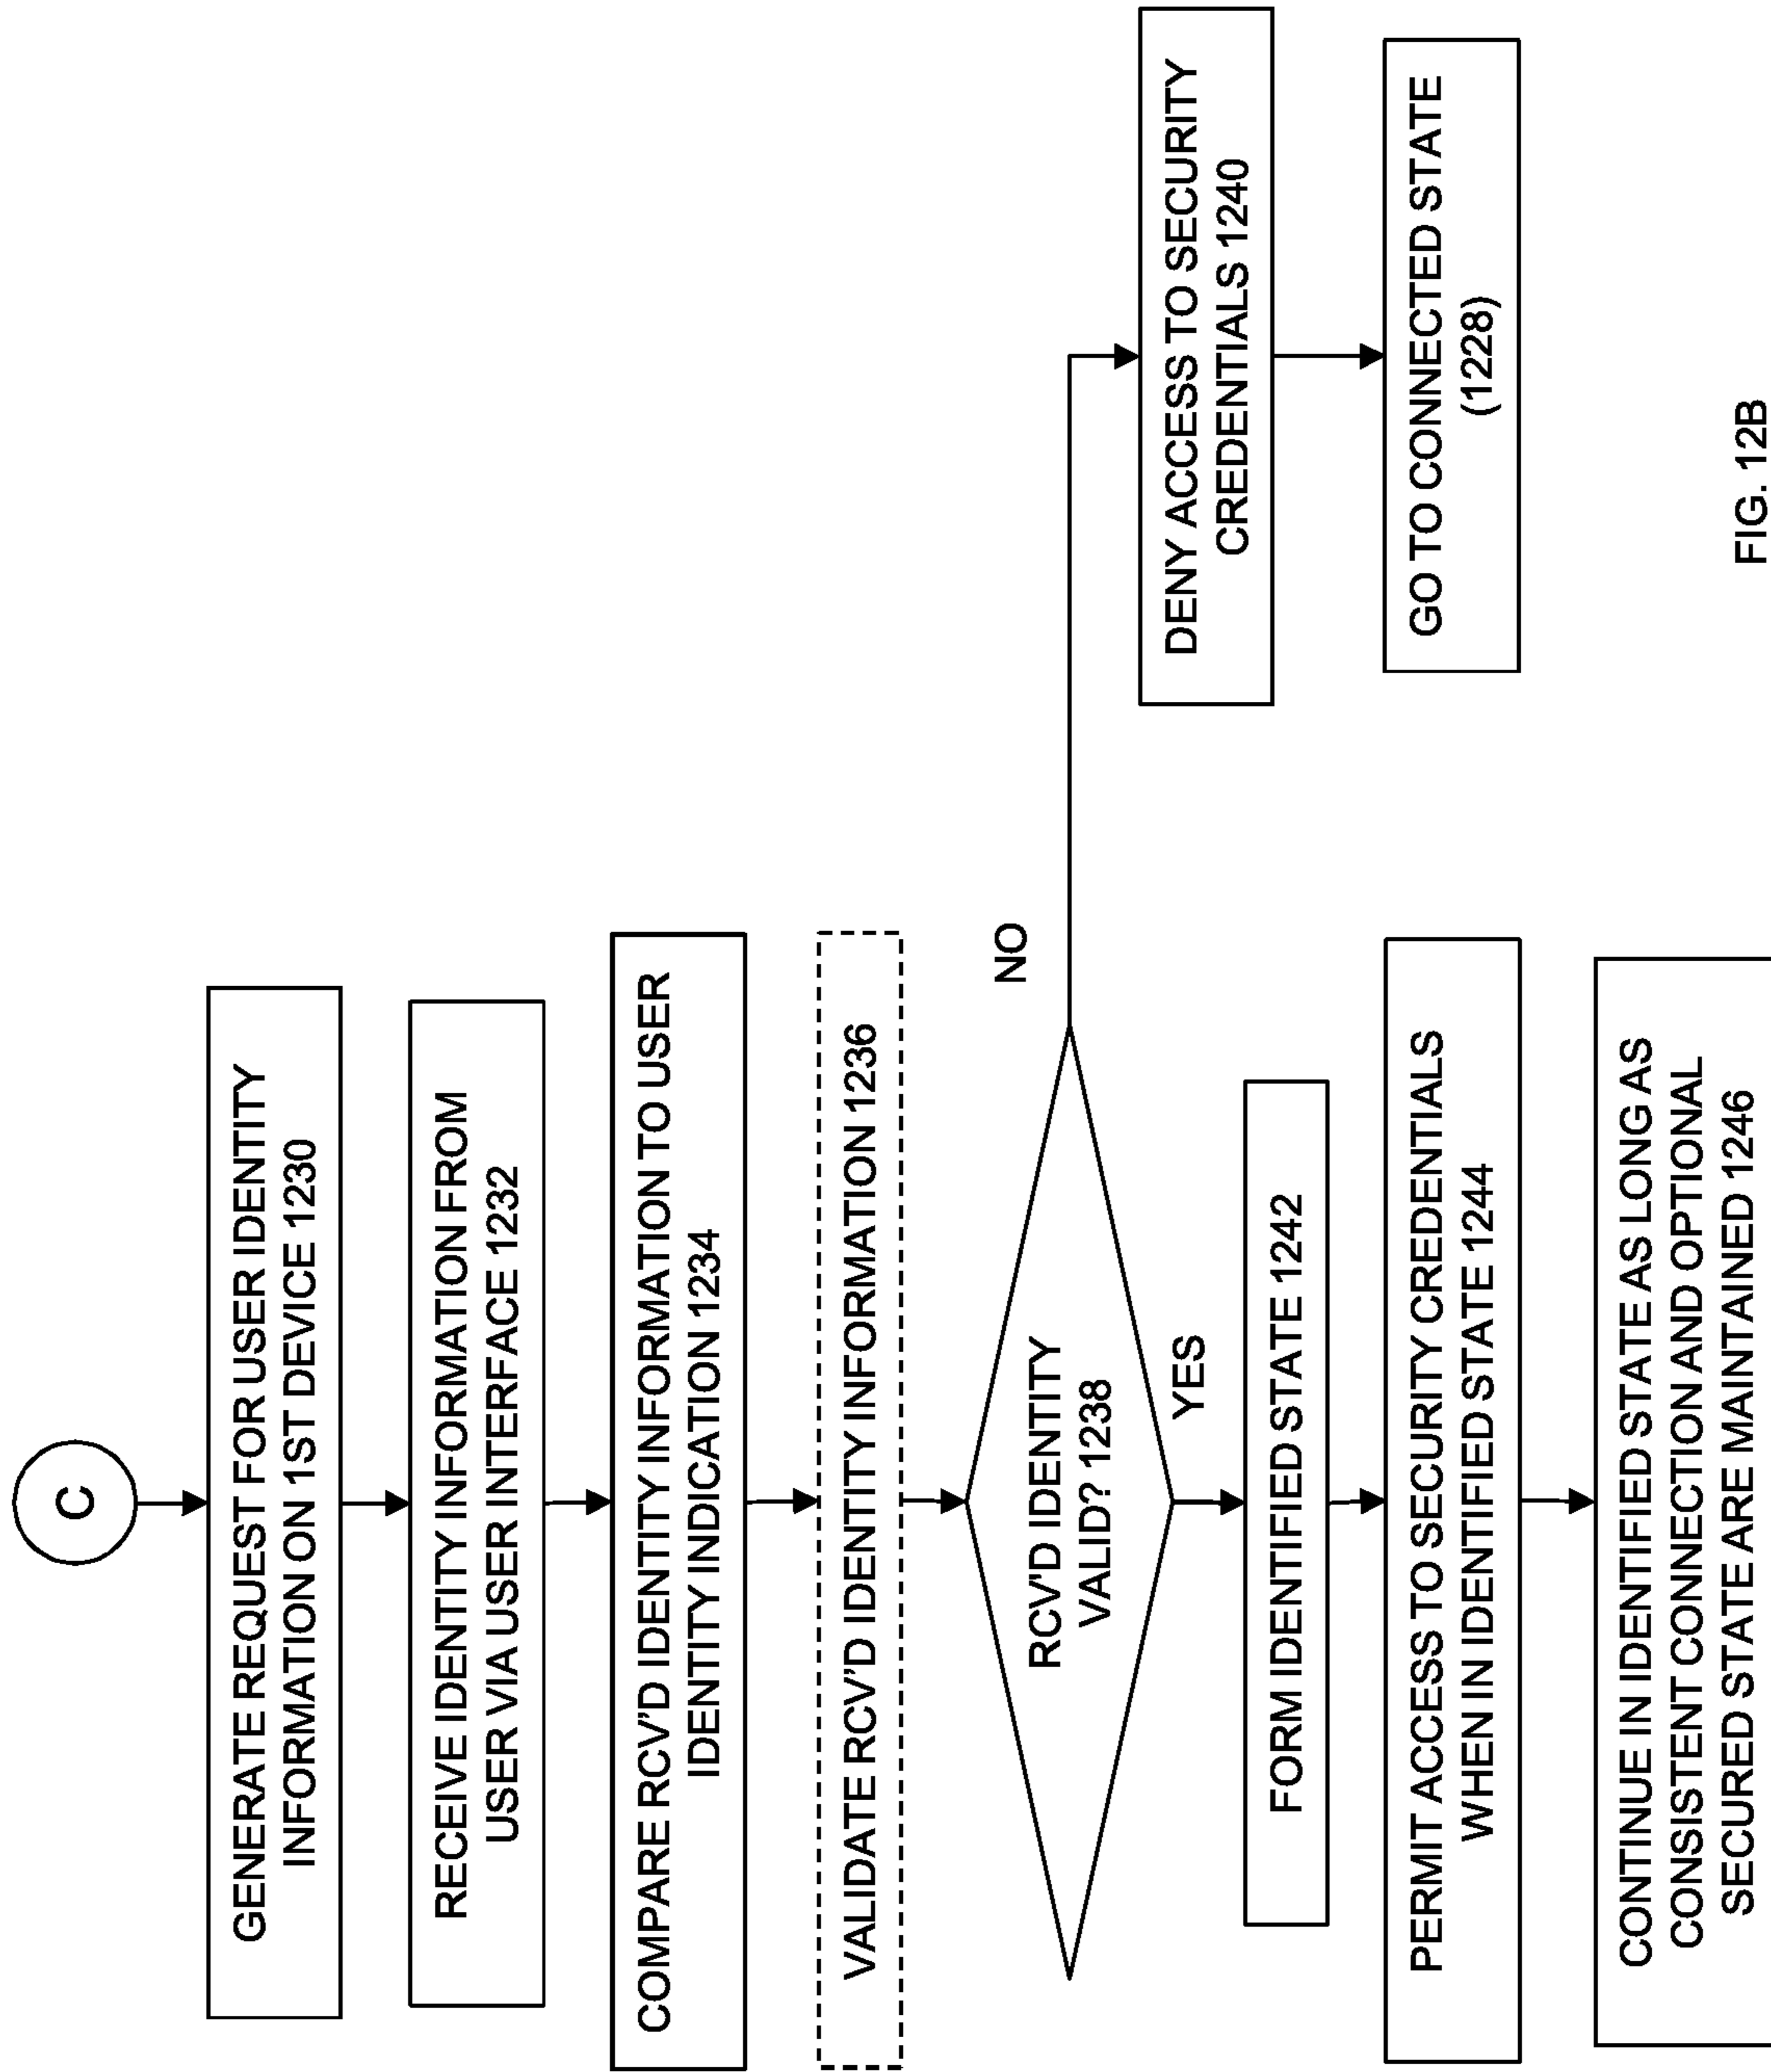 C
GENERATE REQUEST FOR USER IDENTITY
INFORMATION ON 1ST DEVICE 1230
RECEIVE IDENTITY INFORMATION FROM
USER VIA USER INTERFACE 1232
COMPARE RCV'D IDENTITY INFORMATION TO USER
IDENTITY INDICATION 1234
VALIDATE RCV'D IDENTITY INFORMATION 1236
RCV'D IDENTITY
VALID? 1238
NO
YES
DENY ACCESS TO SECURITY
CREDENTIALS 1240
GO TO CONNECTED STATE
(1228)
FORM IDENTIFIED STATE 1242
PERMIT ACCESS TO SECURITY CREDENTIALS
WHEN IN IDENTIFIED STATE 1244
CONTINUE IN IDENTIFIED STATE AS LONG AS
CONSISTENT CONNECTION AND OPTIONAL
SECURED STATE ARE MAINTAINED 1246
FIG. 12B